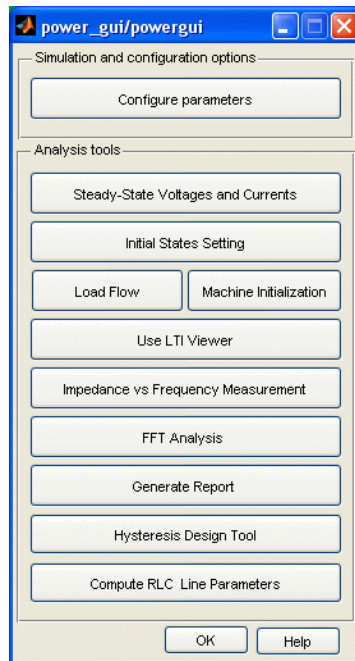 power_gui/powergui
Simulation and configuration options
Configure parameters
Analysis tools
Steady-State Voltages and Currents
Initial States Setting
Load Flow
Machine Initialization
Use LTI Viewer
Impedance vs Frequency Measurement
FFT Analysis
Generate Report
Hysteresis Design Tool
Compute RLC Line Parameters
OK
Help